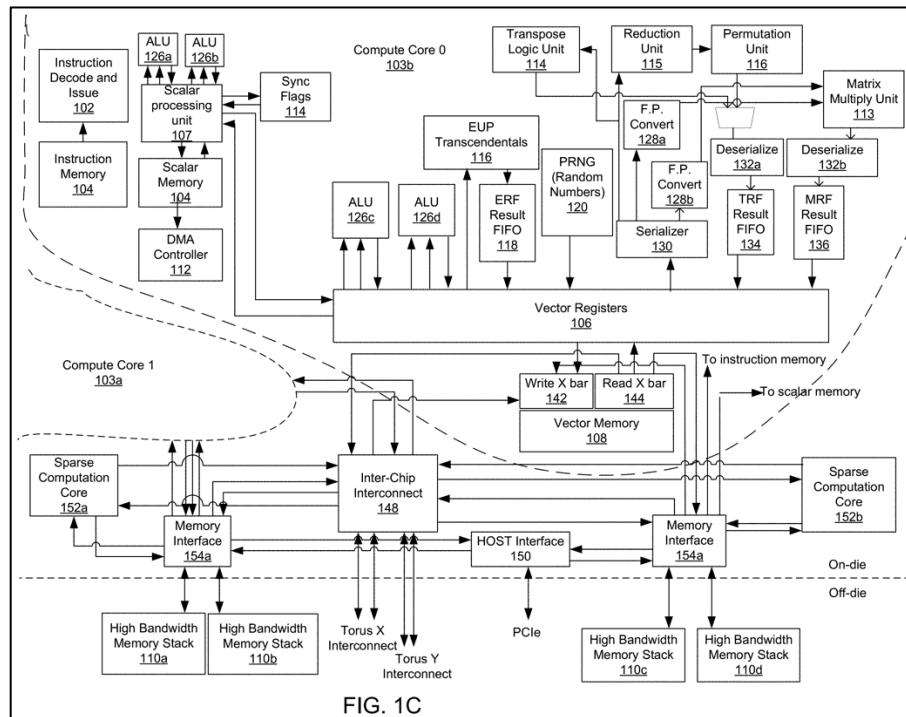 Compute Core 0
103b
Instruction
Decode and
Issue
102
Instruction
Memory
104
ALU
126a
ALU
126b
Scalar
processing
unit
107
Sync
Flags
114
Scalar
Memory
104
DMA
Controller
112
EUP
Transcendentals
116
ERF
Result
FIFO
118
PRNG
(Random
Numbers)
120
ALU
126c
ALU
126d
Transpose
Logic Unit
114
Reduction
Unit
115
Permutation
Unit
116
Matrix
Multiply Unit
113
F.P.
Convert
128a
F.P.
Convert
128b
Serializer
130
Deserialize
132a
Deserialize
132b
TRF
Result
FIFO
134
MRF
Result
FIFO
136
Vector Registers
106
Compute Core 1
103a
Write X bar
142
Read X bar
144
Vector Memory
108
To instruction memory
To scalar memory
Sparse
Computation
Core
152a
Memory
Interface
154a
Inter-Chip
Interconnect
148
HOST Interface
150
Memory
Interface
154a
Sparse
Computation
Core
152b
On-die
Off-die
High Bandwidth
Memory Stack
110a
High Bandwidth
Memory Stack
110b
Torus X
Interconnect
Torus Y
Interconnect
PCIe
High Bandwidth
Memory Stack
110c
High Bandwidth
Memory Stack
110d
FIG. 1C